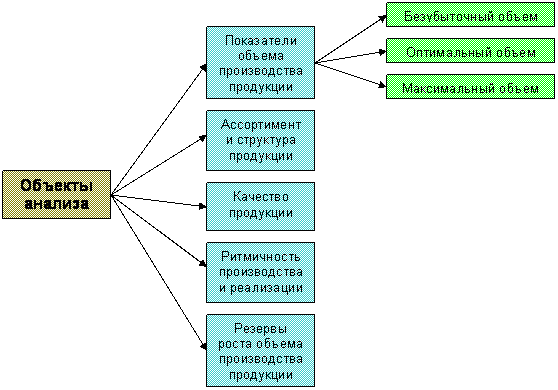 Объекты
анализа
Показатели
объема
производства
продукции
Безубыточный объем
Оптимальный объем
Максимальный объем
Ассортимент
и структура
продукции
Качество
продукции
Ритмичность
производства
и реализации
Резервы
роста объема
производства
продукции